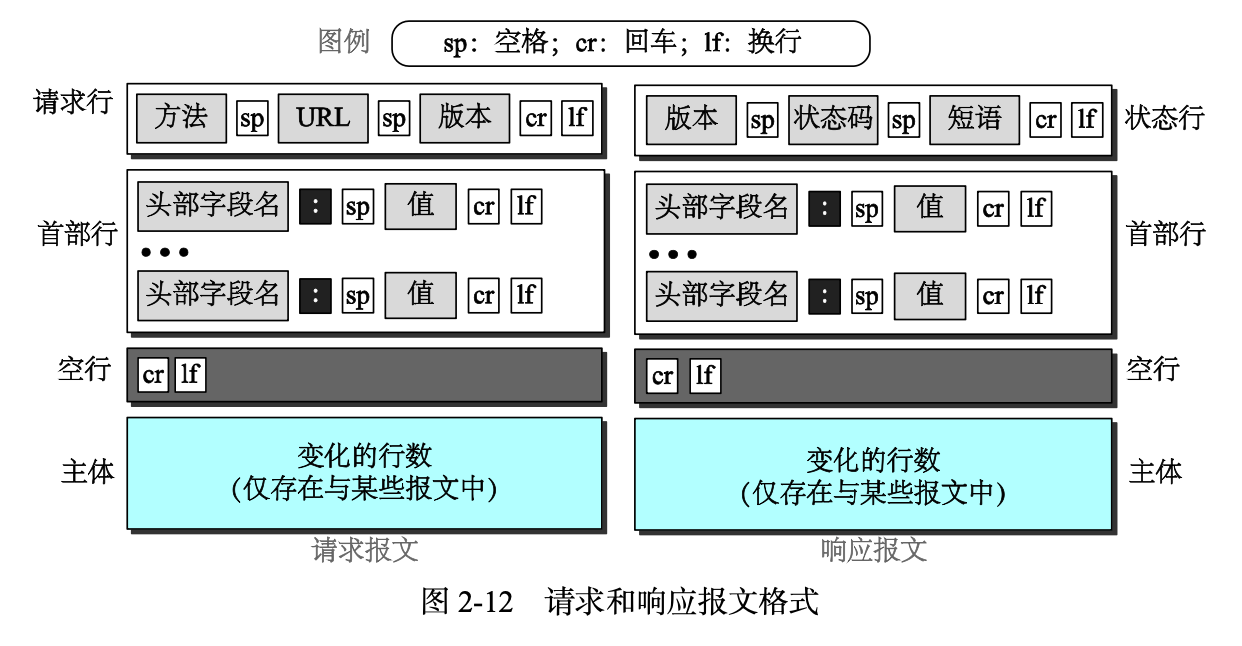 图例 sp：空格；cr：回车；lf：换行
请求行 方法 sp URL sp 版本 cr lf
首部行
头部字段名 : sp 值 cr lf
•••
头部字段名 : sp 值 cr lf
空行 cr lf
主体
变化的行数
（仅存在与某些报文中）
请求报文
版本 sp 状态码 sp 短语 cr lf 状态行
头部字段名 : sp 值 cr lf
首部行
•••
头部字段名 : sp 值 cr lf
cr lf 空行
变化的行数
（仅存在与某些报文中）
主体
响应报文
图 2-12 请求和响应报文格式